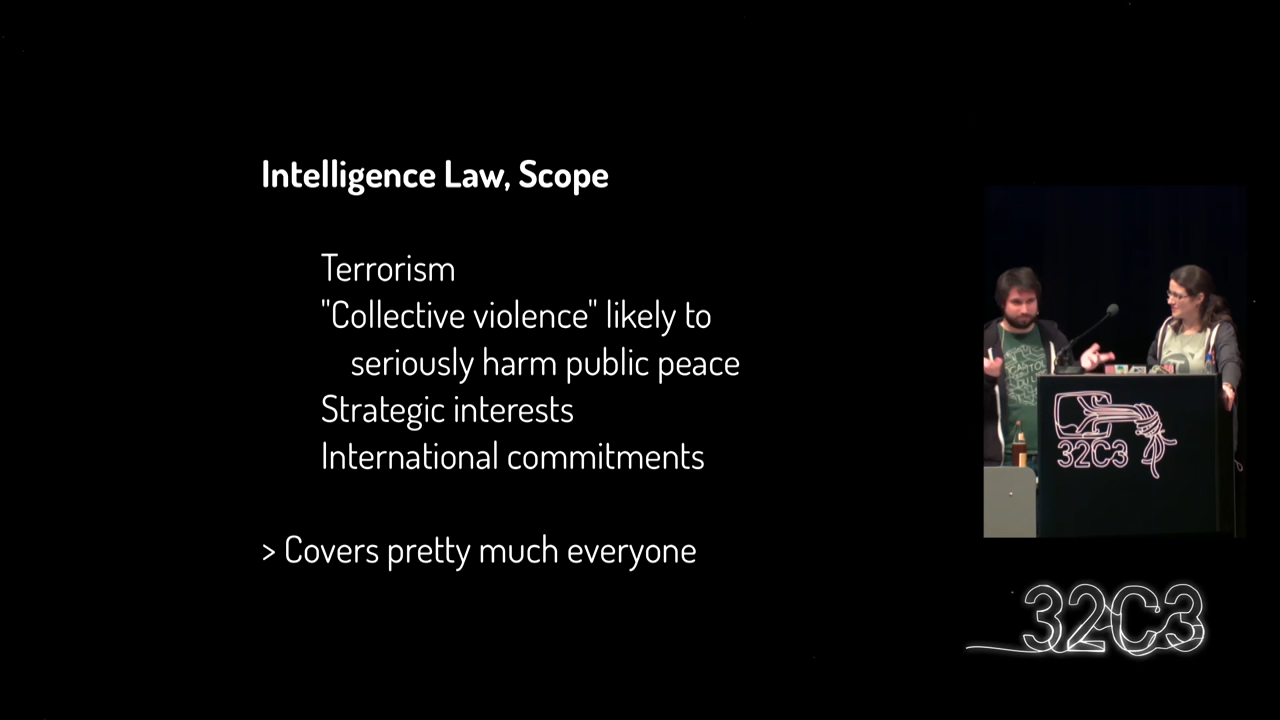 Intelligence Law, Scope
Terrorism
"Collective violence" likely to
seriously harm public peace
Strategic interests
International commitments
> Covers pretty much everyone
32C3
32C3